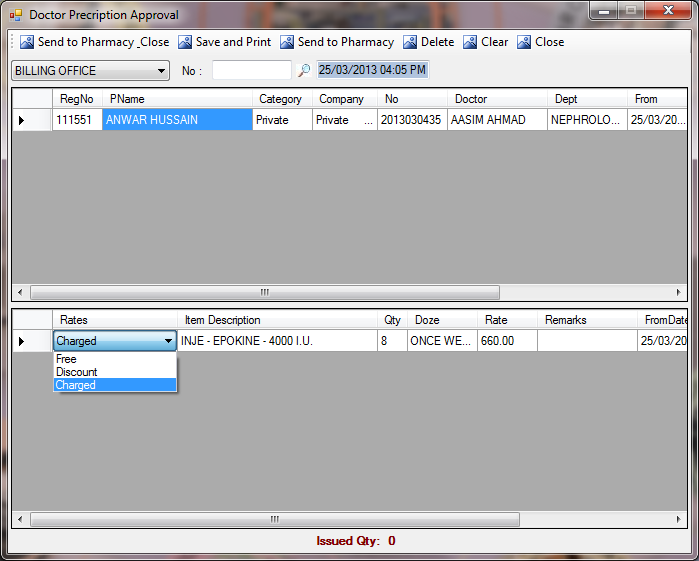 Doctor Precription Approval
Send to Pharmacy _Close Save and Print Send to Pharmacy Delete Clear Close
BILLING OFFICE No : 25/03/2013 04:05 PM
RegNo PName Category Company No Doctor Dept From
111551 ANWAR HUSSAIN Private Private ... 2013030435 AASIM AHMAD NEPHROLO... 25/03/20...
Rates Item Description Qty Doze Rate Remarks FromDate
Charged INJE - EPOKINE - 4000 I.U. 8 ONCE WE... 660.00 25/03/20
Free
Discount
Charged
Issued Qty: 0